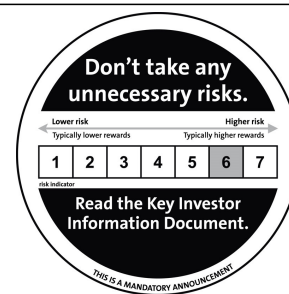 Don't take any
unnecessary risks.
Lower risk Higher risk
Typically lower rewards Typically higher rewards
1 2 3 4 5 6 7
risk indicator
Read the Key Investor
Information Document.
THIS IS A MANDATORY ANNOUNCEMENT